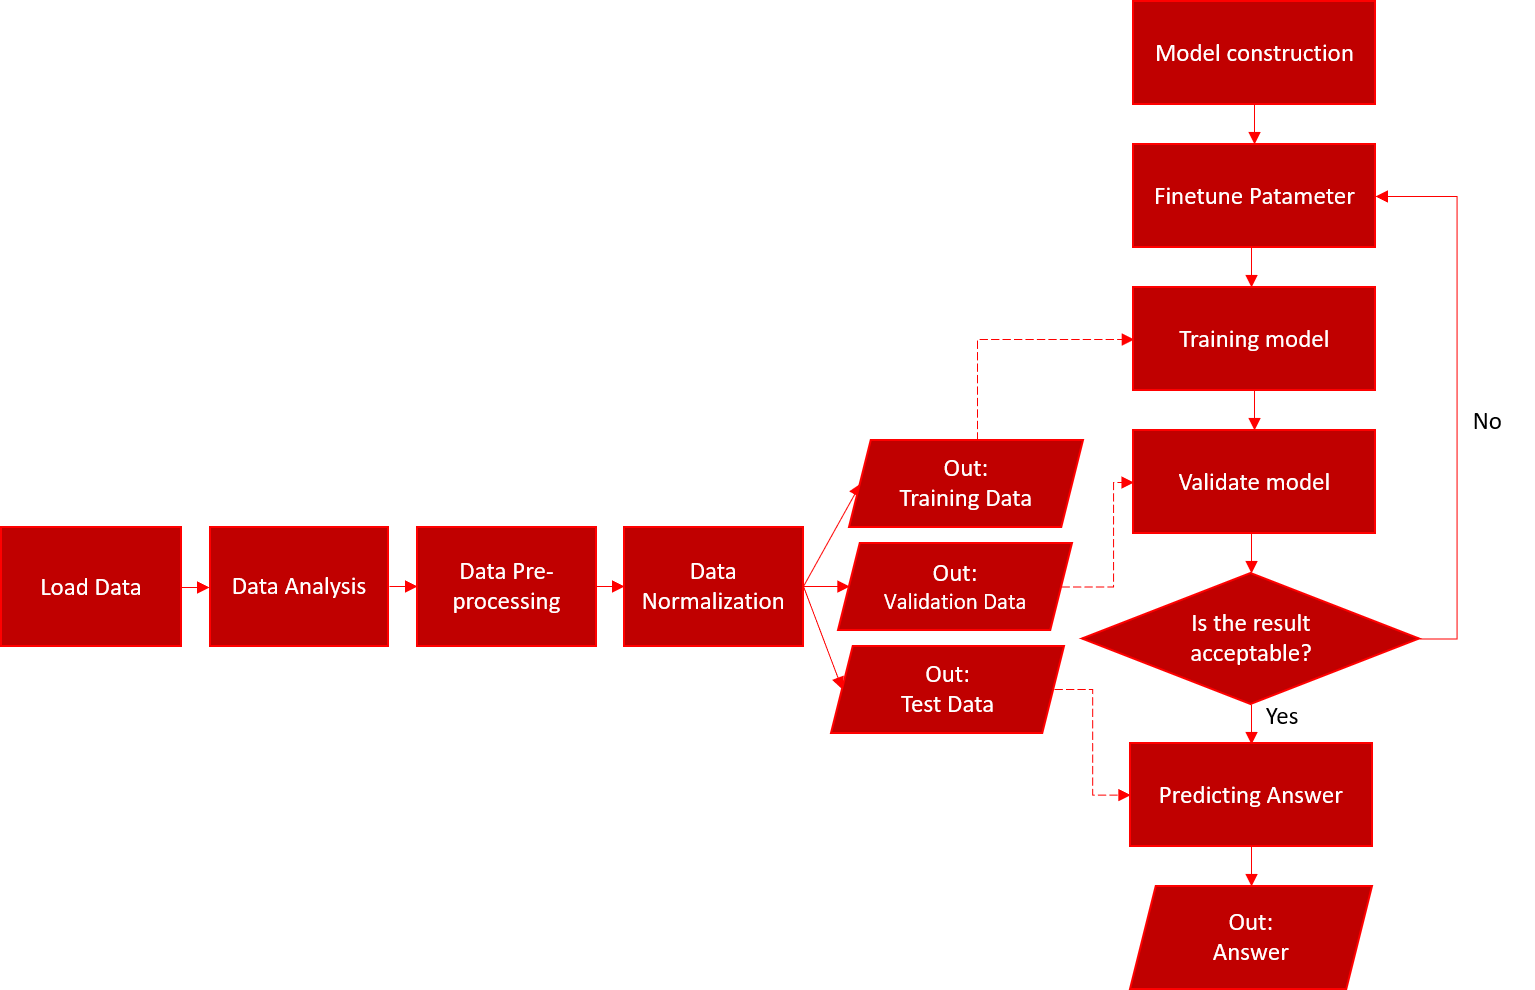 Model construction
Finetune Patameter
Training model
No
Out:
Training Data
Validate model
Load Data
Data Analysis
Data Pre-
processing
Data
Normalization
Out:
Validation Data
Is the result
acceptable?
Out:
Test Data
Yes
Predicting Answer
Out:
Answer